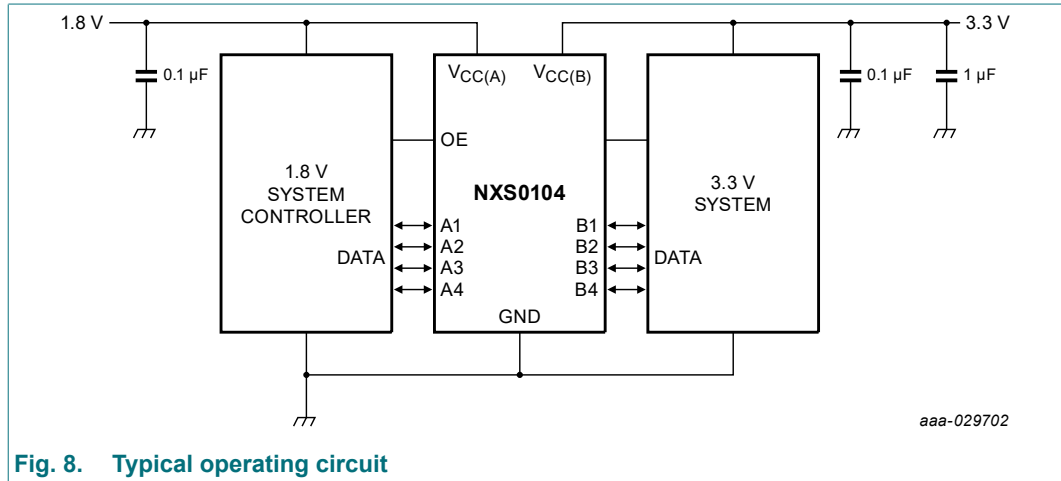 1.8 V
3.3 V
0.1 µF
VCC(A)
VCC(B)
0.1 µF
1 µF
OE
1.8 V
SYSTEM
CONTROLLER
NXS0104
3.3 V
SYSTEM
DATA
A1
A2
A3
A4
B1
B2
B3
B4
DATA
GND
aaa-029702
Fig. 8. Typical operating circuit